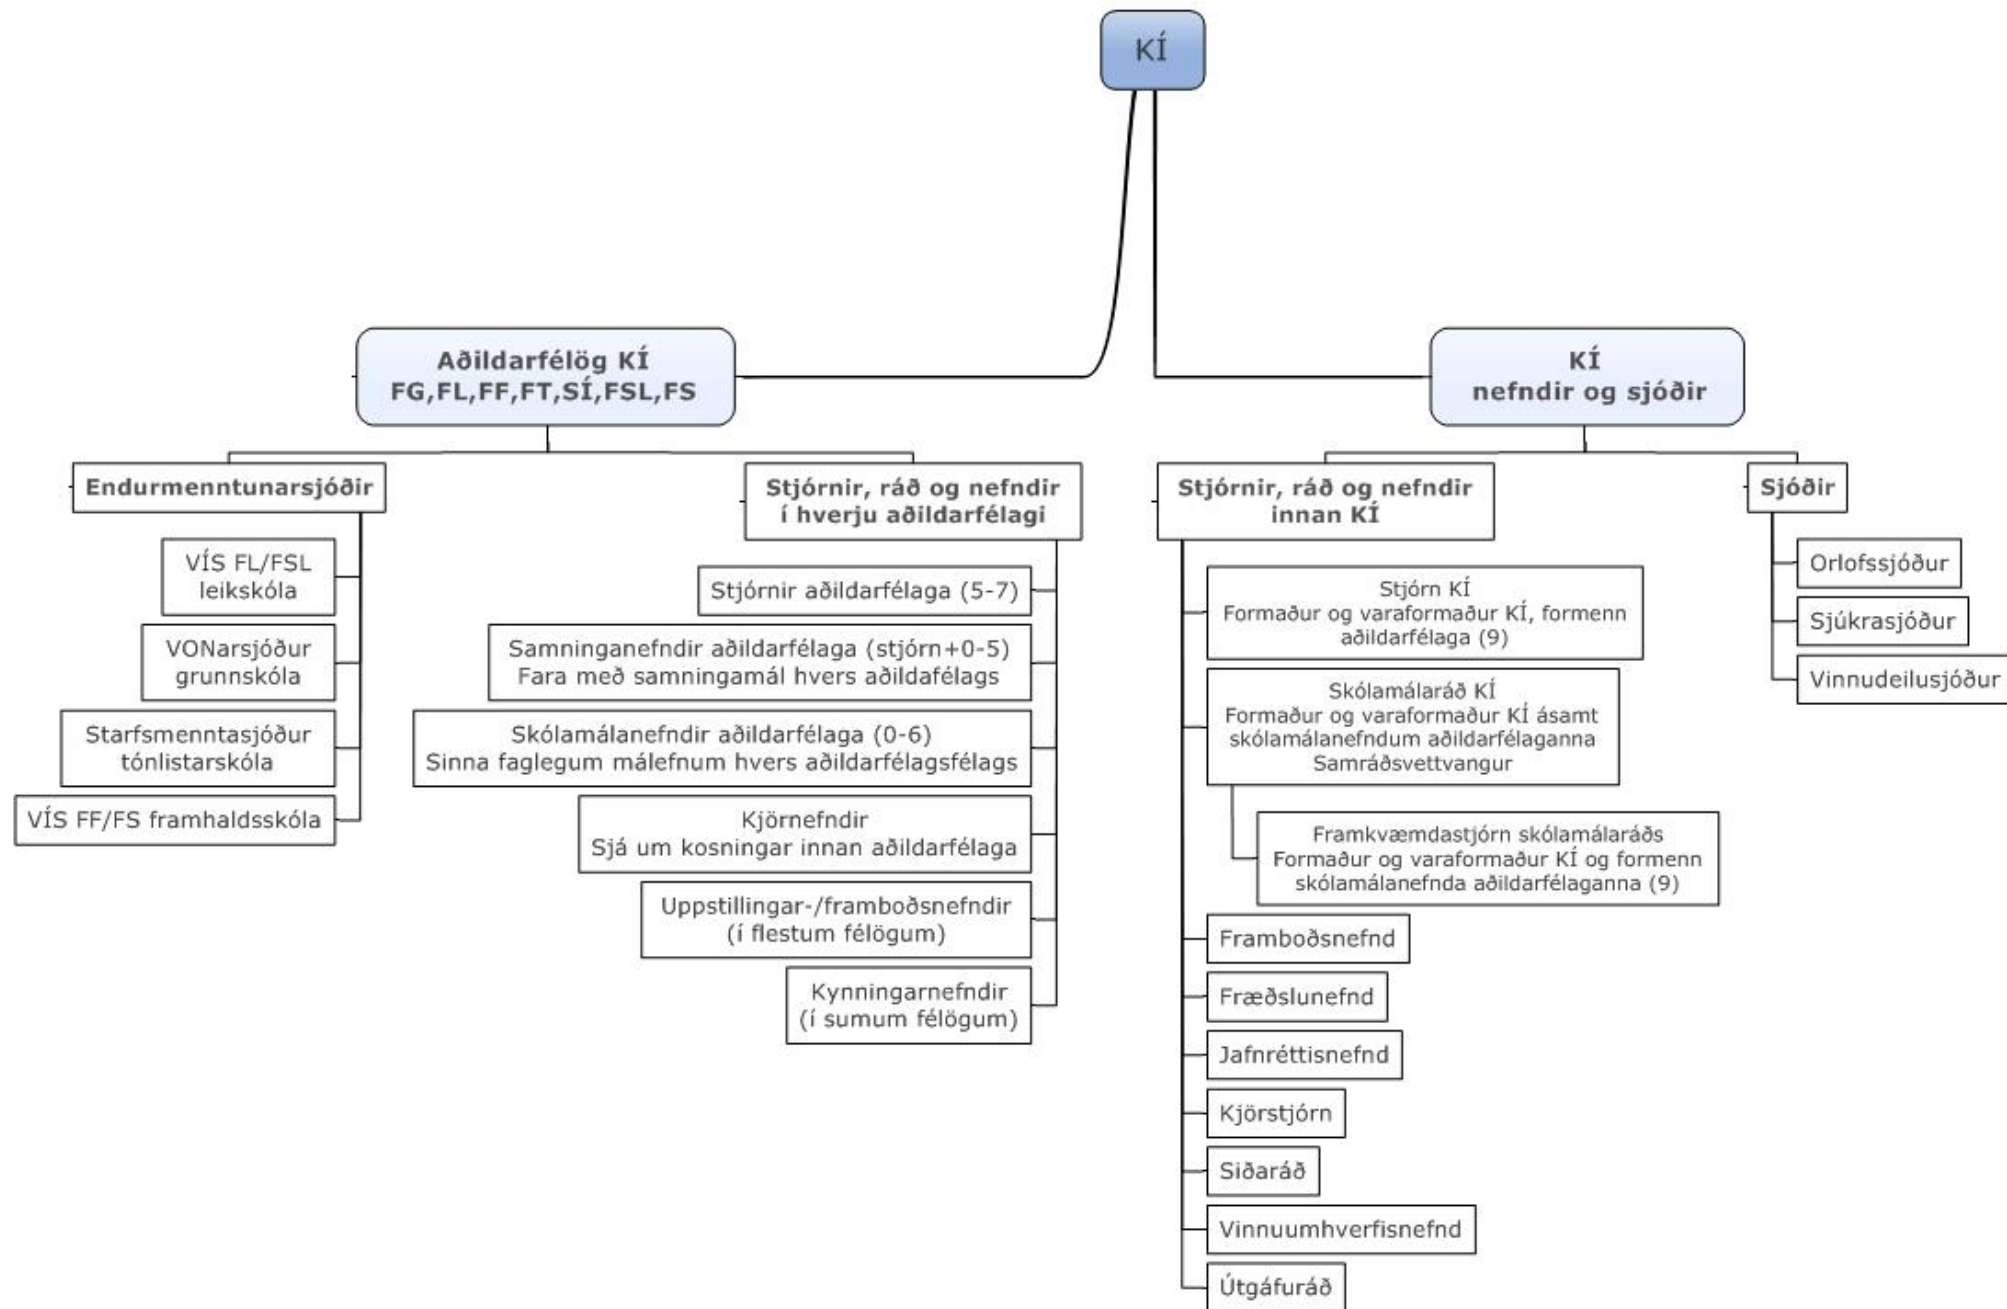 KÍ
Aðildarfélög KÍ
FG,FL,FF,FT,SÍ,FSL,FS
Endurmenntunarsjóðir
VÍS FL/FSL
leikskóla
VONarsjóður
grunnskóla
Starfsmenntasjóður
tónlistarskóla
VÍS FF/FS framhaldsskóla
Stjórnir, ráð og nefndir
í hverju aðildarfélagi
Stjórnir aðildarfélaga (5-7)
Samninganefndir aðildarfélaga (stjórn+0-5)
Fara með samningamál hvers aðildafélags
Skólamálanefndir aðildarfélaga (0-6)
Sinna faglegum málefnum hvers aðildarfélagsfélags
Kjörnefndir
Sjá um kosningar innan aðildarfélaga
Uppstillingar-/framboðsnefndir
(í flestum félögum)
Kynningarnefndir
(í sumum félögum)
KÍ
nefndir og sjóðir
Stjórnir, ráð og nefndir
innan KÍ
Stjórn KÍ
Formaður og varaformaður KÍ, formenn
aðildarfélaga (9)
Skólamálaráð KÍ
Formaður og varaformaður KÍ ásamt
skólamálanefndum aðildarfélaganna
Samráðsvettvangur
Framkvæmdastjórn skólamálaráðs
Formaður og varaformaður KÍ og formenn
skólamálanefnda aðildarfélaganna (9)
Framboðsnefnd
Fræðslunefnd
Jafnréttisnefnd
Kjörstjórn
Siðaráð
Vinnuumhverfisnefnd
Útgáfuráð
Sjóðir
Orlofssjóður
Sjúkrasjóður
Vinnudeilusjóður